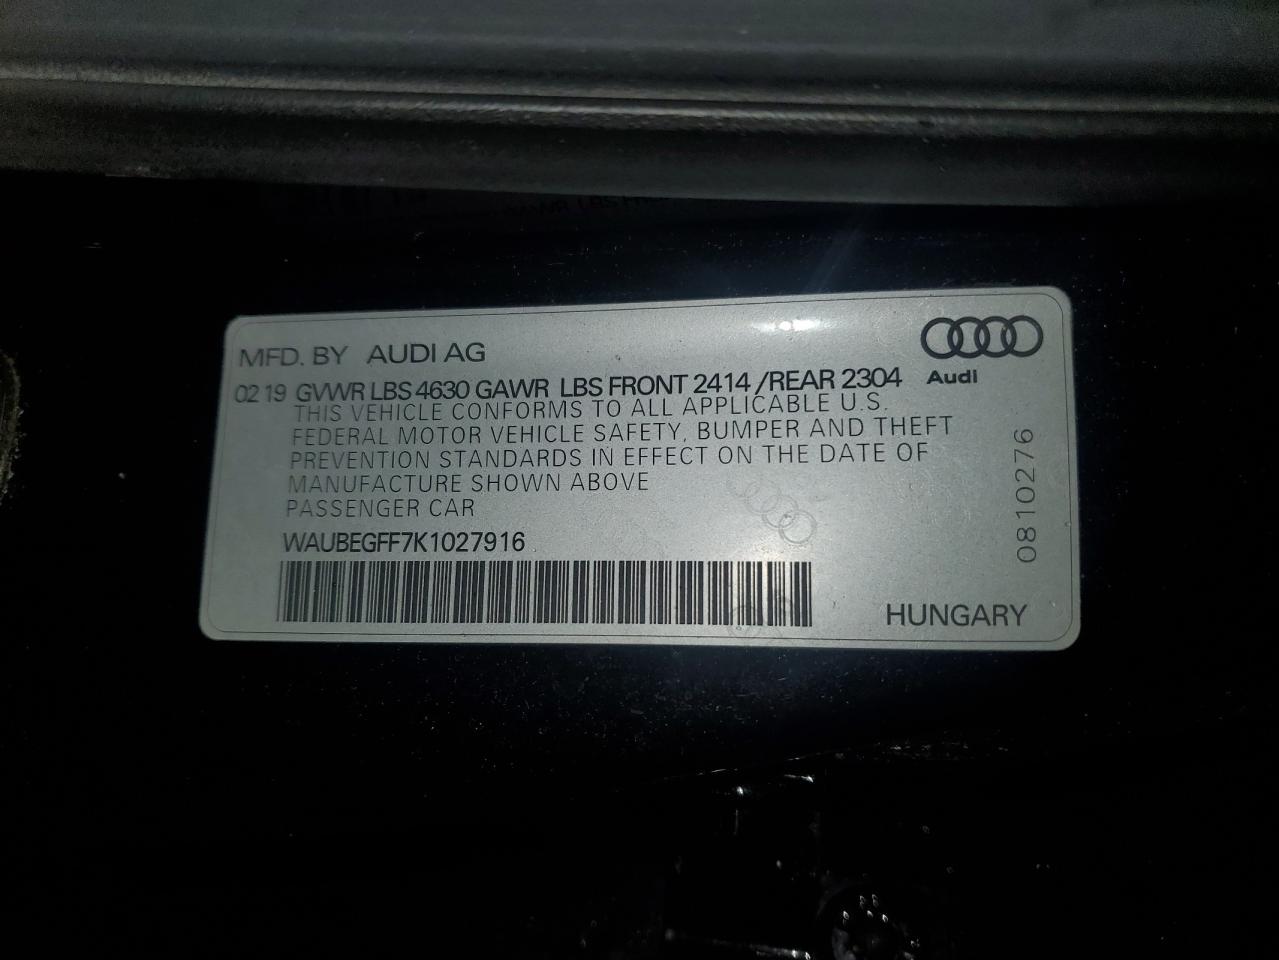 MFD. BY AUDI AG
02 19 GVWR LBS 4630 GAWR LBS FRONT 2414 /REAR 2304
Audi
THIS VEHICLE CONFORMS TO ALL APPLICABLE U.S.
FEDERAL MOTOR VEHICLE SAFETY, BUMPER AND THEFT
PREVENTION STANDARDS IN EFFECT ON THE DATE OF
MANUFACTURE SHOWN ABOVE
PASSENGER CAR
WAUBEGFF7K1027916
0810276
HUNGARY